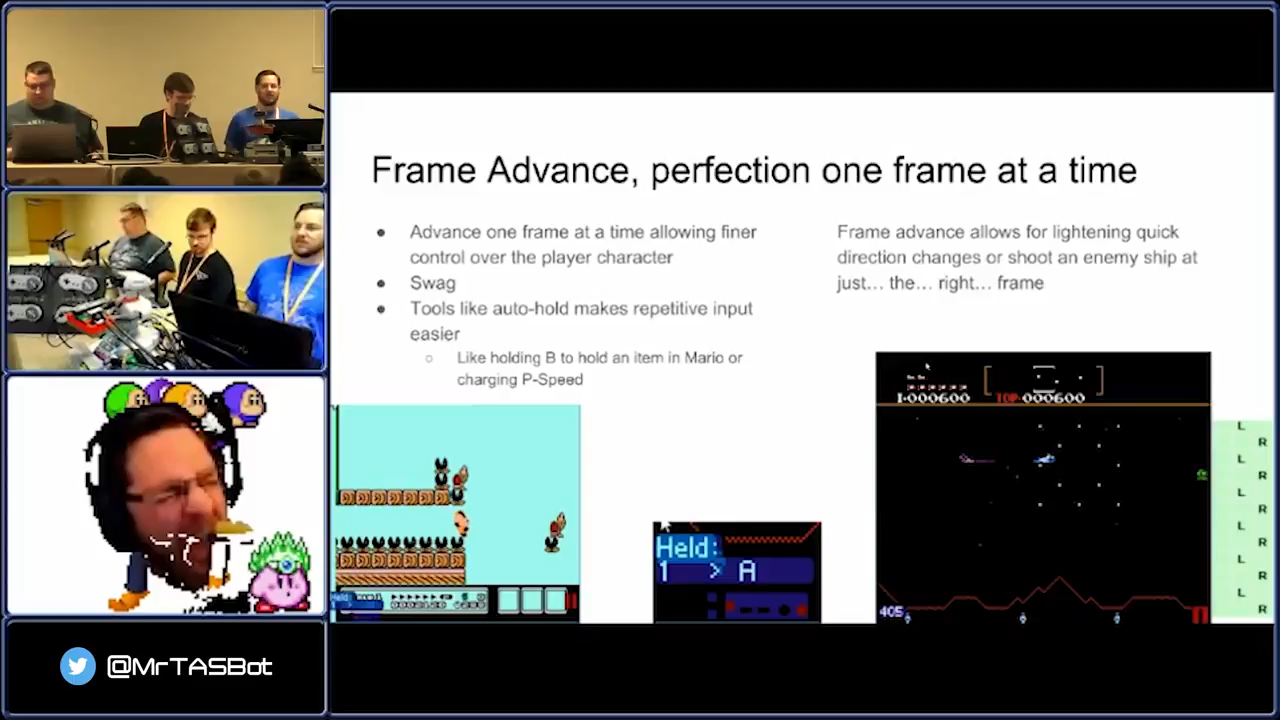 Frame Advance, perfection one frame at a time
Advance one frame at a time allowing finer
control over the player character
Swag
Tools like auto-hold makes repetitive input
easier
Like holding B to hold an item in Mario or
charging P-Speed
Frame advance allows for lightening quick
direction changes or shoot an enemy ship at
just... the... right... frame
Held:
1 > A
1-000600 TOP-000600
405
L
R
L
R
L
R
L
R
L
R
L
R
@MrTASBot